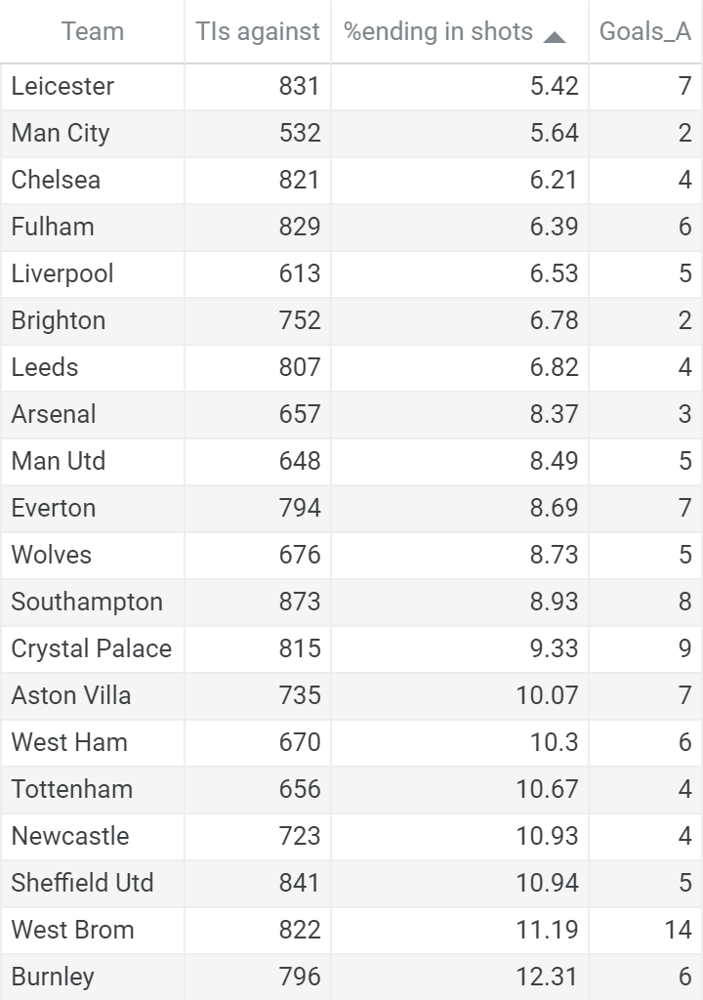 Team TIs against %ending in shots Goals_A
Leicester 831 5.42 7
Man City 532 5.64 2
Chelsea 821 6.21 4
Fulham 829 6.39 6
Liverpool 613 6.53 5
Brighton 752 6.78 2
Leeds 807 6.82 4
Arsenal 657 8.37 3
Man Utd 648 8.49 5
Everton 794 8.69 7
Wolves 676 8.73 5
Southampton 873 8.93 8
Crystal Palace 815 9.33 9
Aston Villa 735 10.07 7
West Ham 670 10.3 6
Tottenham 656 10.67 4
Newcastle 723 10.93 4
Sheffield Utd 841 10.94 5
West Brom 822 11.19 14
Burnley 796 12.31 6